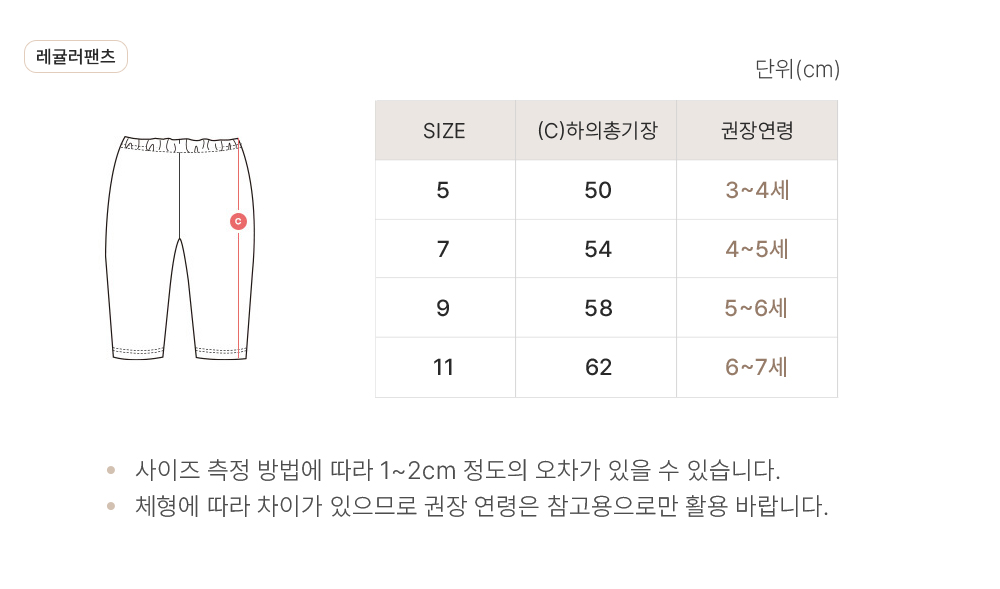 레귤러팬츠
단위(cm)
SIZE (C)하의총기장 권장연령
5 50 3~4세
7 54 4~5세
9 58 5~6세
11 62 6~7세
C
사이즈 측정 방법에 따라 1~2cm 정도의 오차가 있을 수 있습니다.
체형에 따라 차이가 있으므로 권장 연령은 참고용으로만 활용 바랍니다.